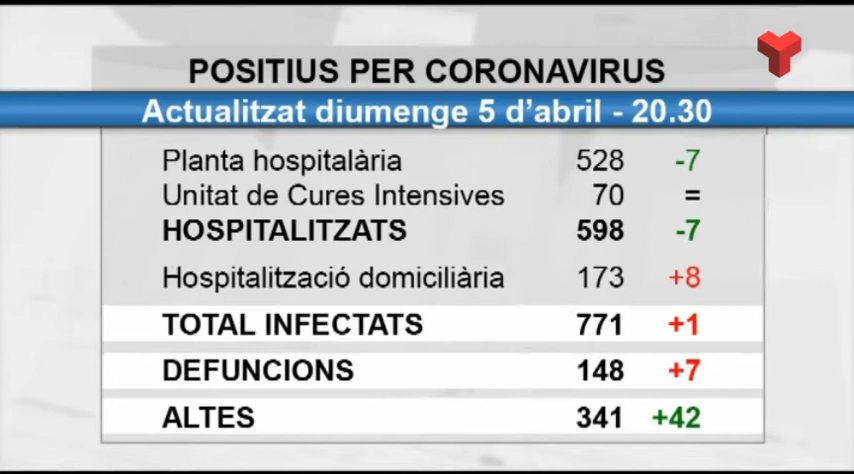 POSITIUS PER CORONAVIRUS
Actualitzat diumenge 5 d'abril - 20.30
Planta hospitalària 528 -7
Unitat de Cures Intensives 70 =
HOSPITALITZATS 598 -7
Hospitalització domiciliària 173 +8
TOTAL INFECTATS 771 +1
DEFUNCIONS 148 +7
ALTES 341 +42